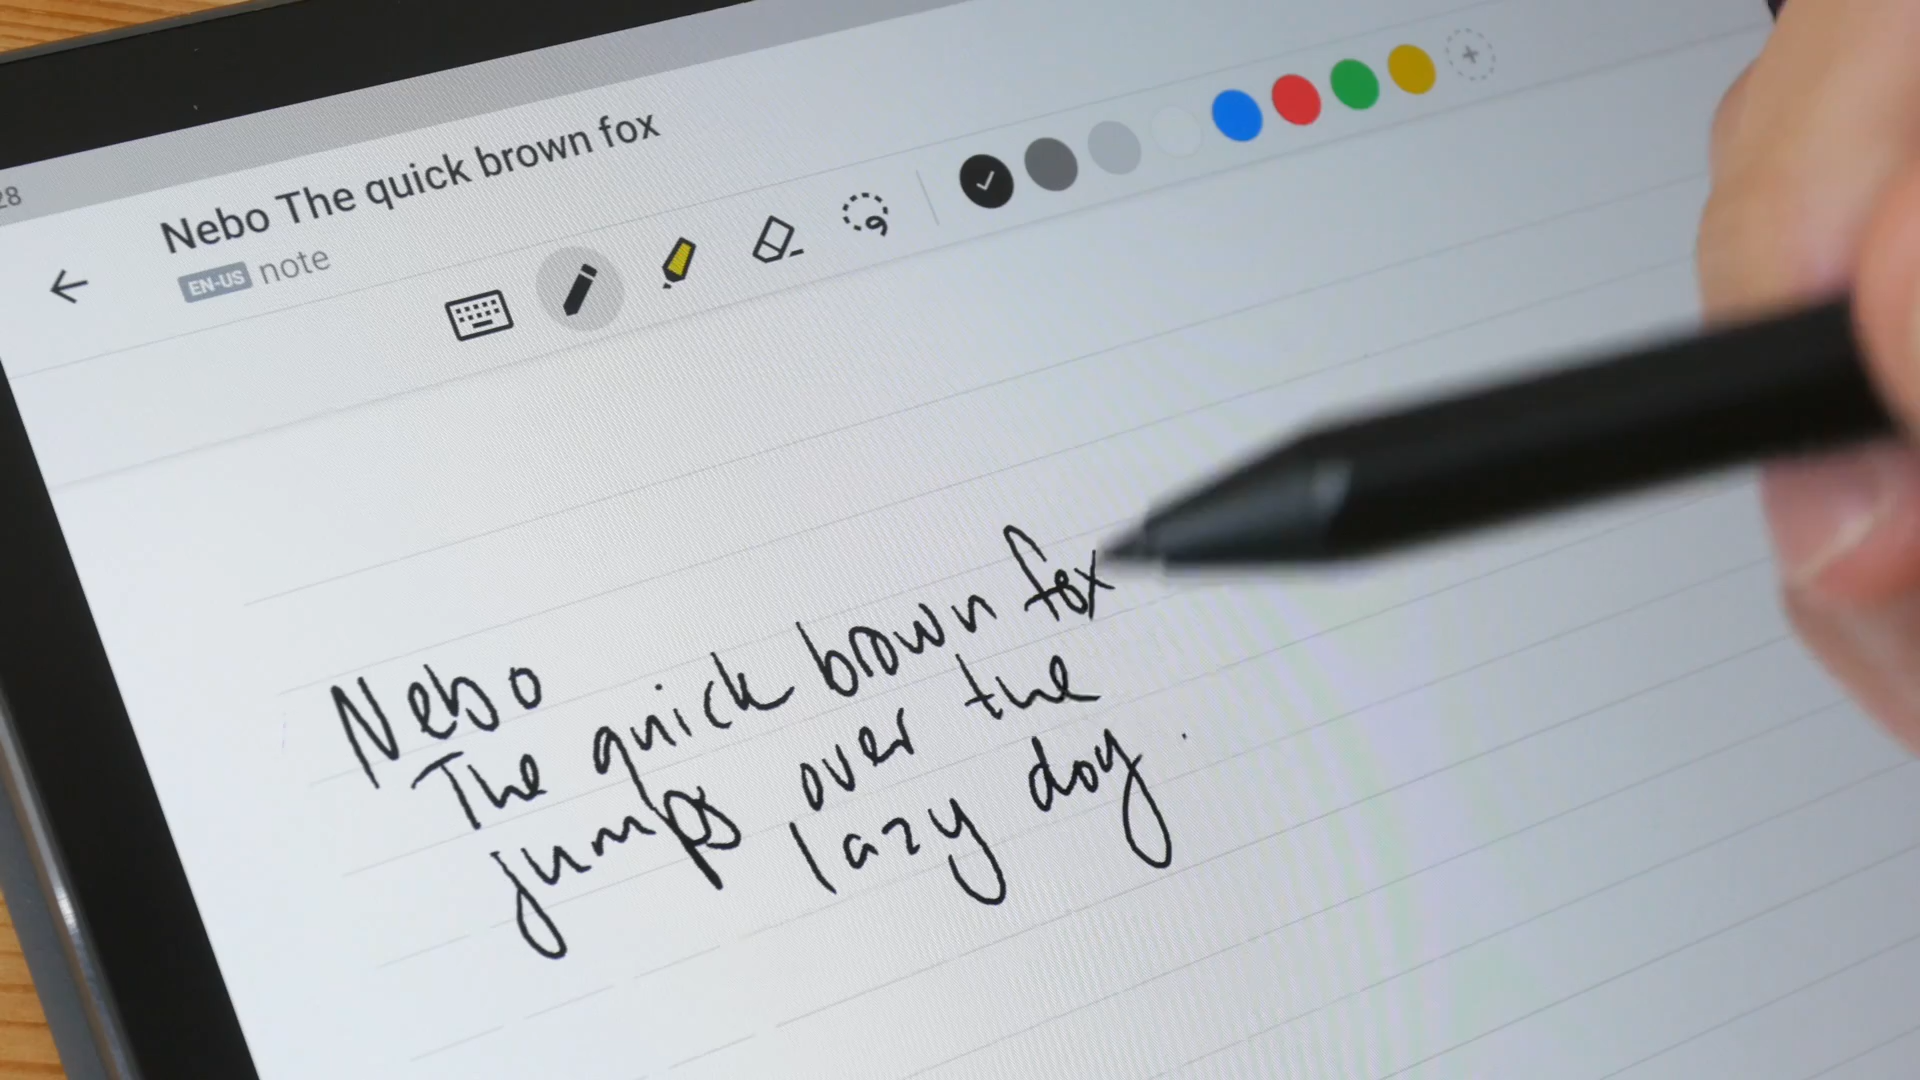 28
Nebo The quick brown fox
EN-US note
Nebo
The quick brown fox
jumps over the
lazy dog.